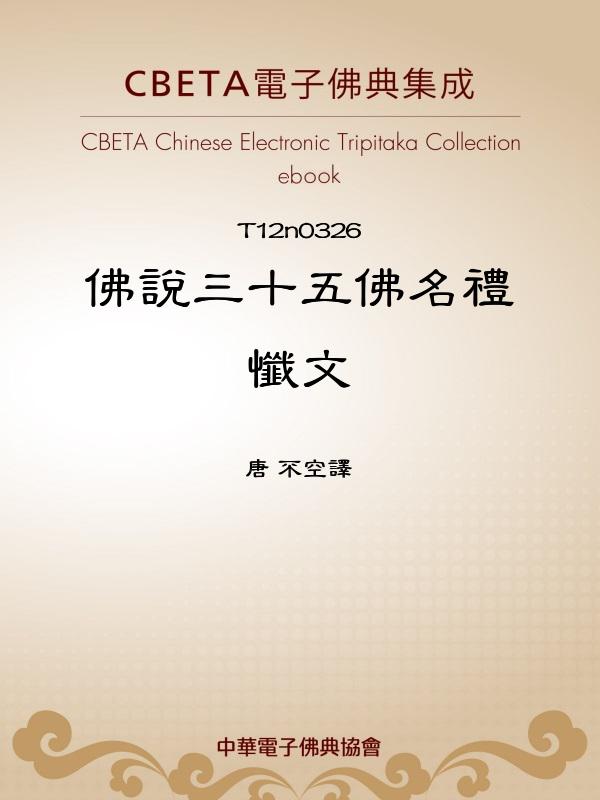 CBETA電子佛典集成
CBETA Chinese Electronic Tripitaka Collection
ebook
T12n0326
佛說三十五佛名禮
懺文
唐 不空譯
中華電子佛典協會